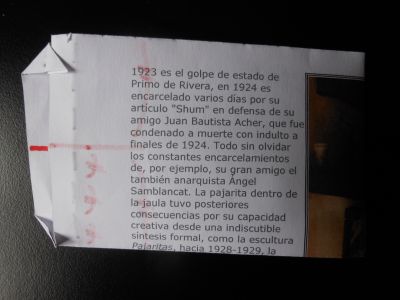 1923 es el golpe de estado de
Primo de Rivera, en 1924 es
encarcelado varios días por su
artículo "Shum" en defensa de su
amigo Juan Bautista Acher, que fue
condenado a muerte con indulto a
finales de 1924. Todo sin olvidar
los constantes encarcelamientos
de, por ejemplo, su gran amigo el
también anarquista Ángel
Samblancat. La pajarita dentro de
la jaula tuvo posteriores
consecuencias por su capacidad
creativa desde una indiscutible
síntesis formal, como la escultura
Pajaritas, hacia 1928-1929, la